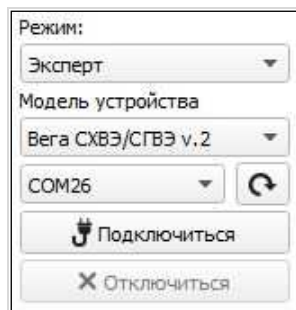 Режим:
Эксперт
Модель устройства
Вега СХВЭ/СГВЭ v.2
COM26
Подключиться
Отключиться